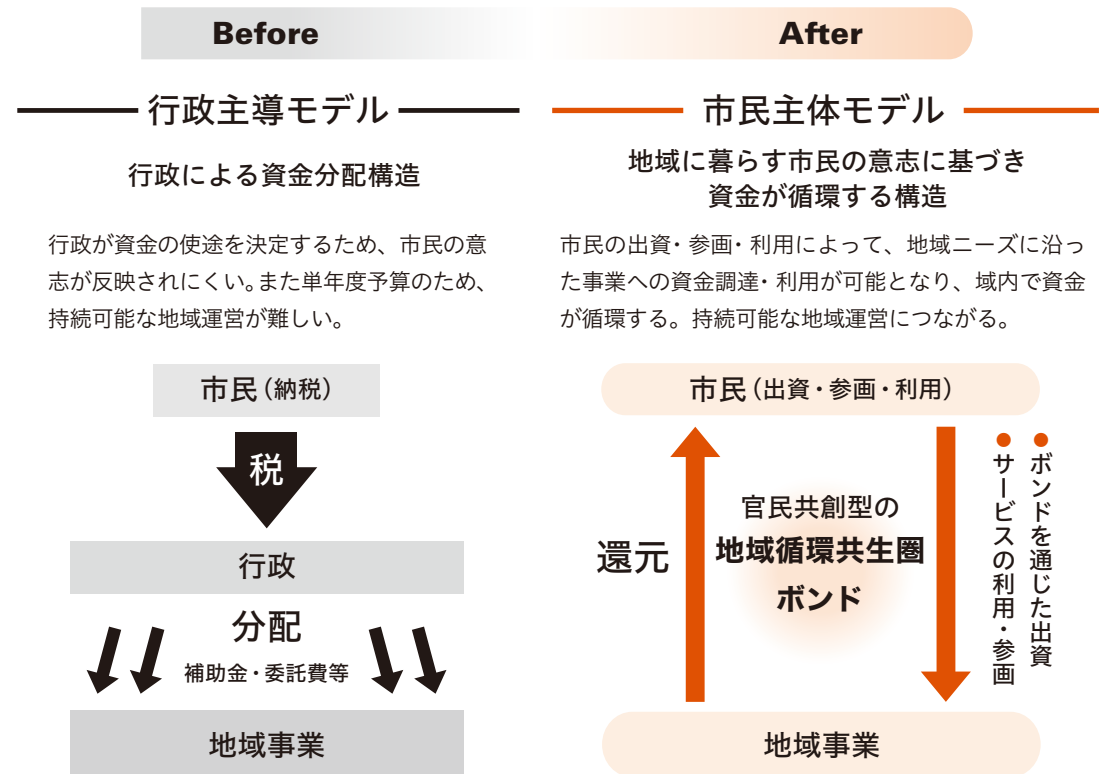 Before
行政主導モデル
行政による資金分配構造
行政が資金の使途を決定するため、市民の意
志が反映されにくい。また単年度予算のため、
持続可能な地域運営が難しい。
市民（納税）
税
行政
分配
補助金・委託費等
地域事業
After
市民主体モデル
地域に暮らす市民の意志に基づき
資金が循環する構造
市民の出資・参画・利用によって、地域ニーズに沿っ
た事業への資金調達・利用が可能となり、域内で資金
が循環する。持続可能な地域運営につながる。
市民（出資・参画・利用）
還元
官民共創型の
地域循環共生圏
ボンド
●ボンドを通じた出資
●サービスの利用・参画
地域事業